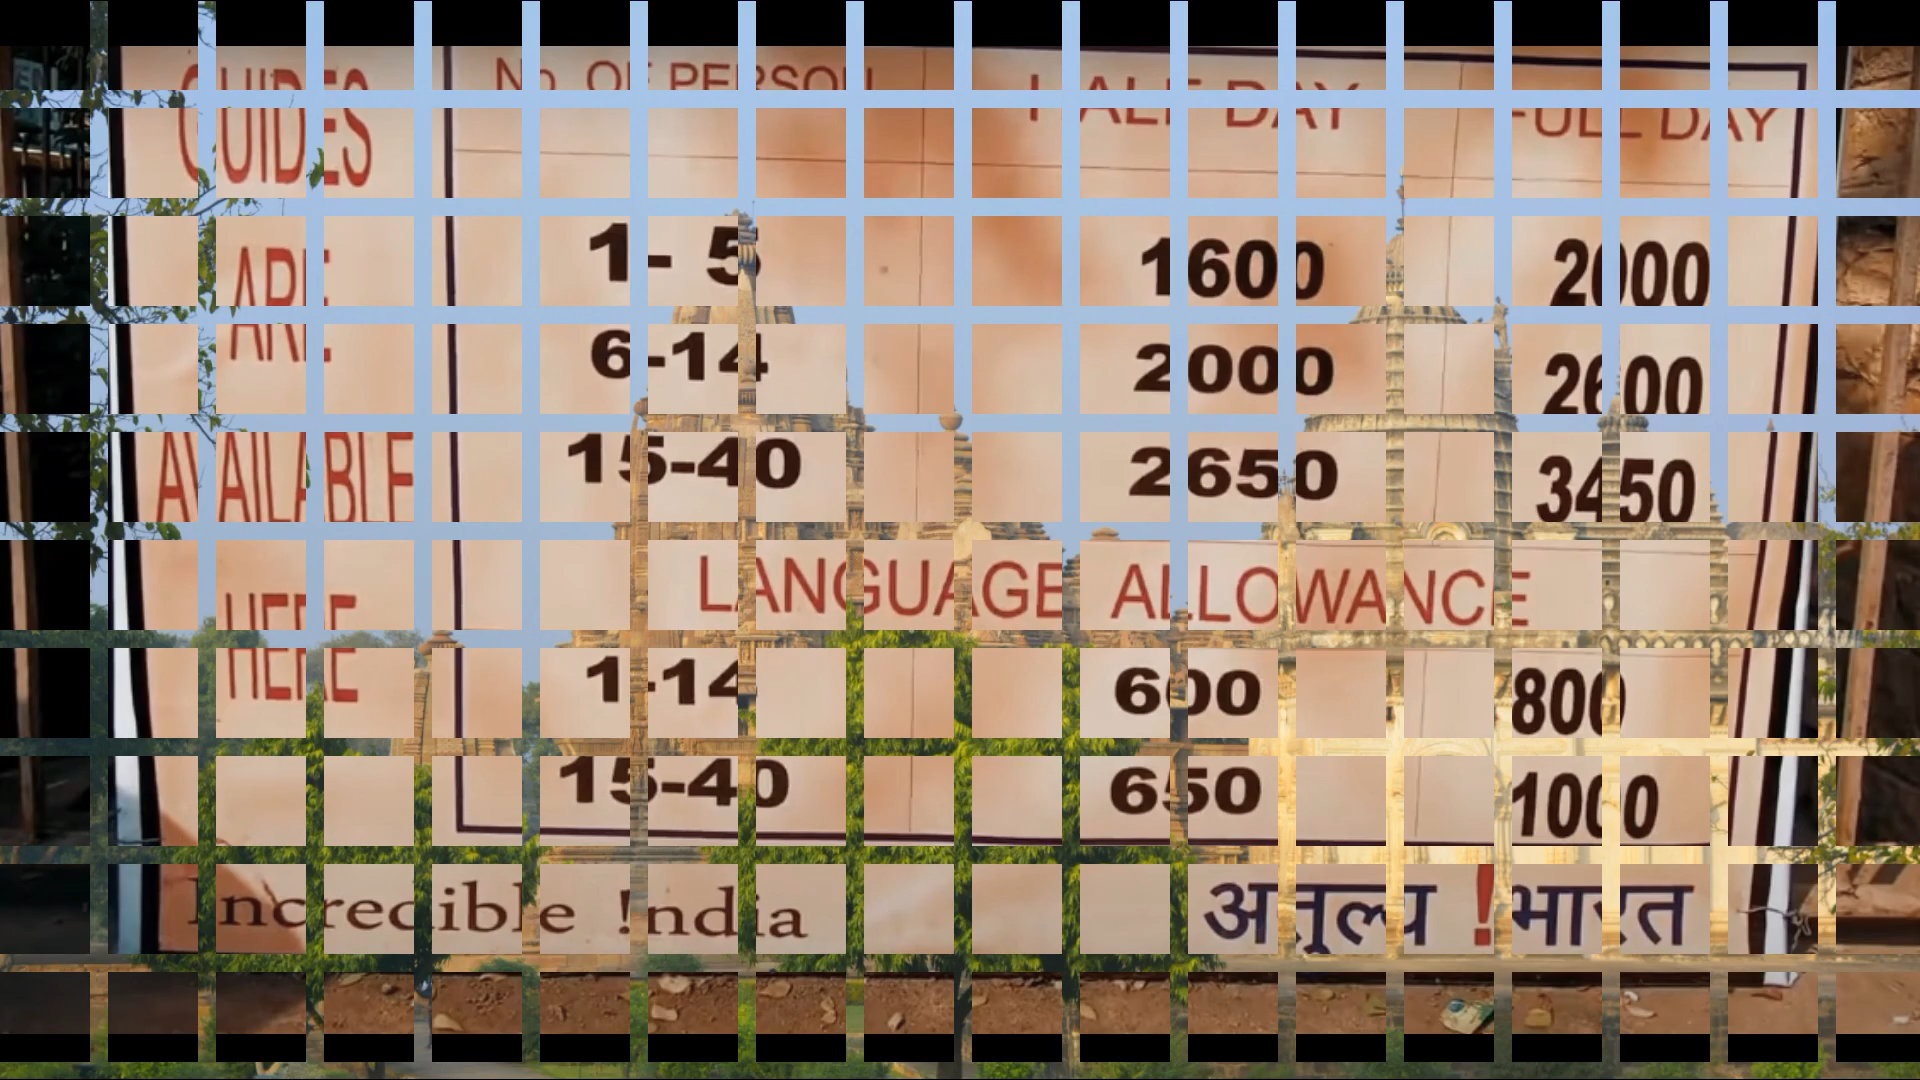 GUIDES No. OF PERSON HALF DAY FULL DAY
ARE 1- 5 1600 2000
6-14 2000 2600
AVAILABLE 15-40 2650 3450
LANGUAGE ALLOWANCE
HERE 1-14 600 800
15-40 650 1000
Incredible !ndia अतुल्य ! भारत